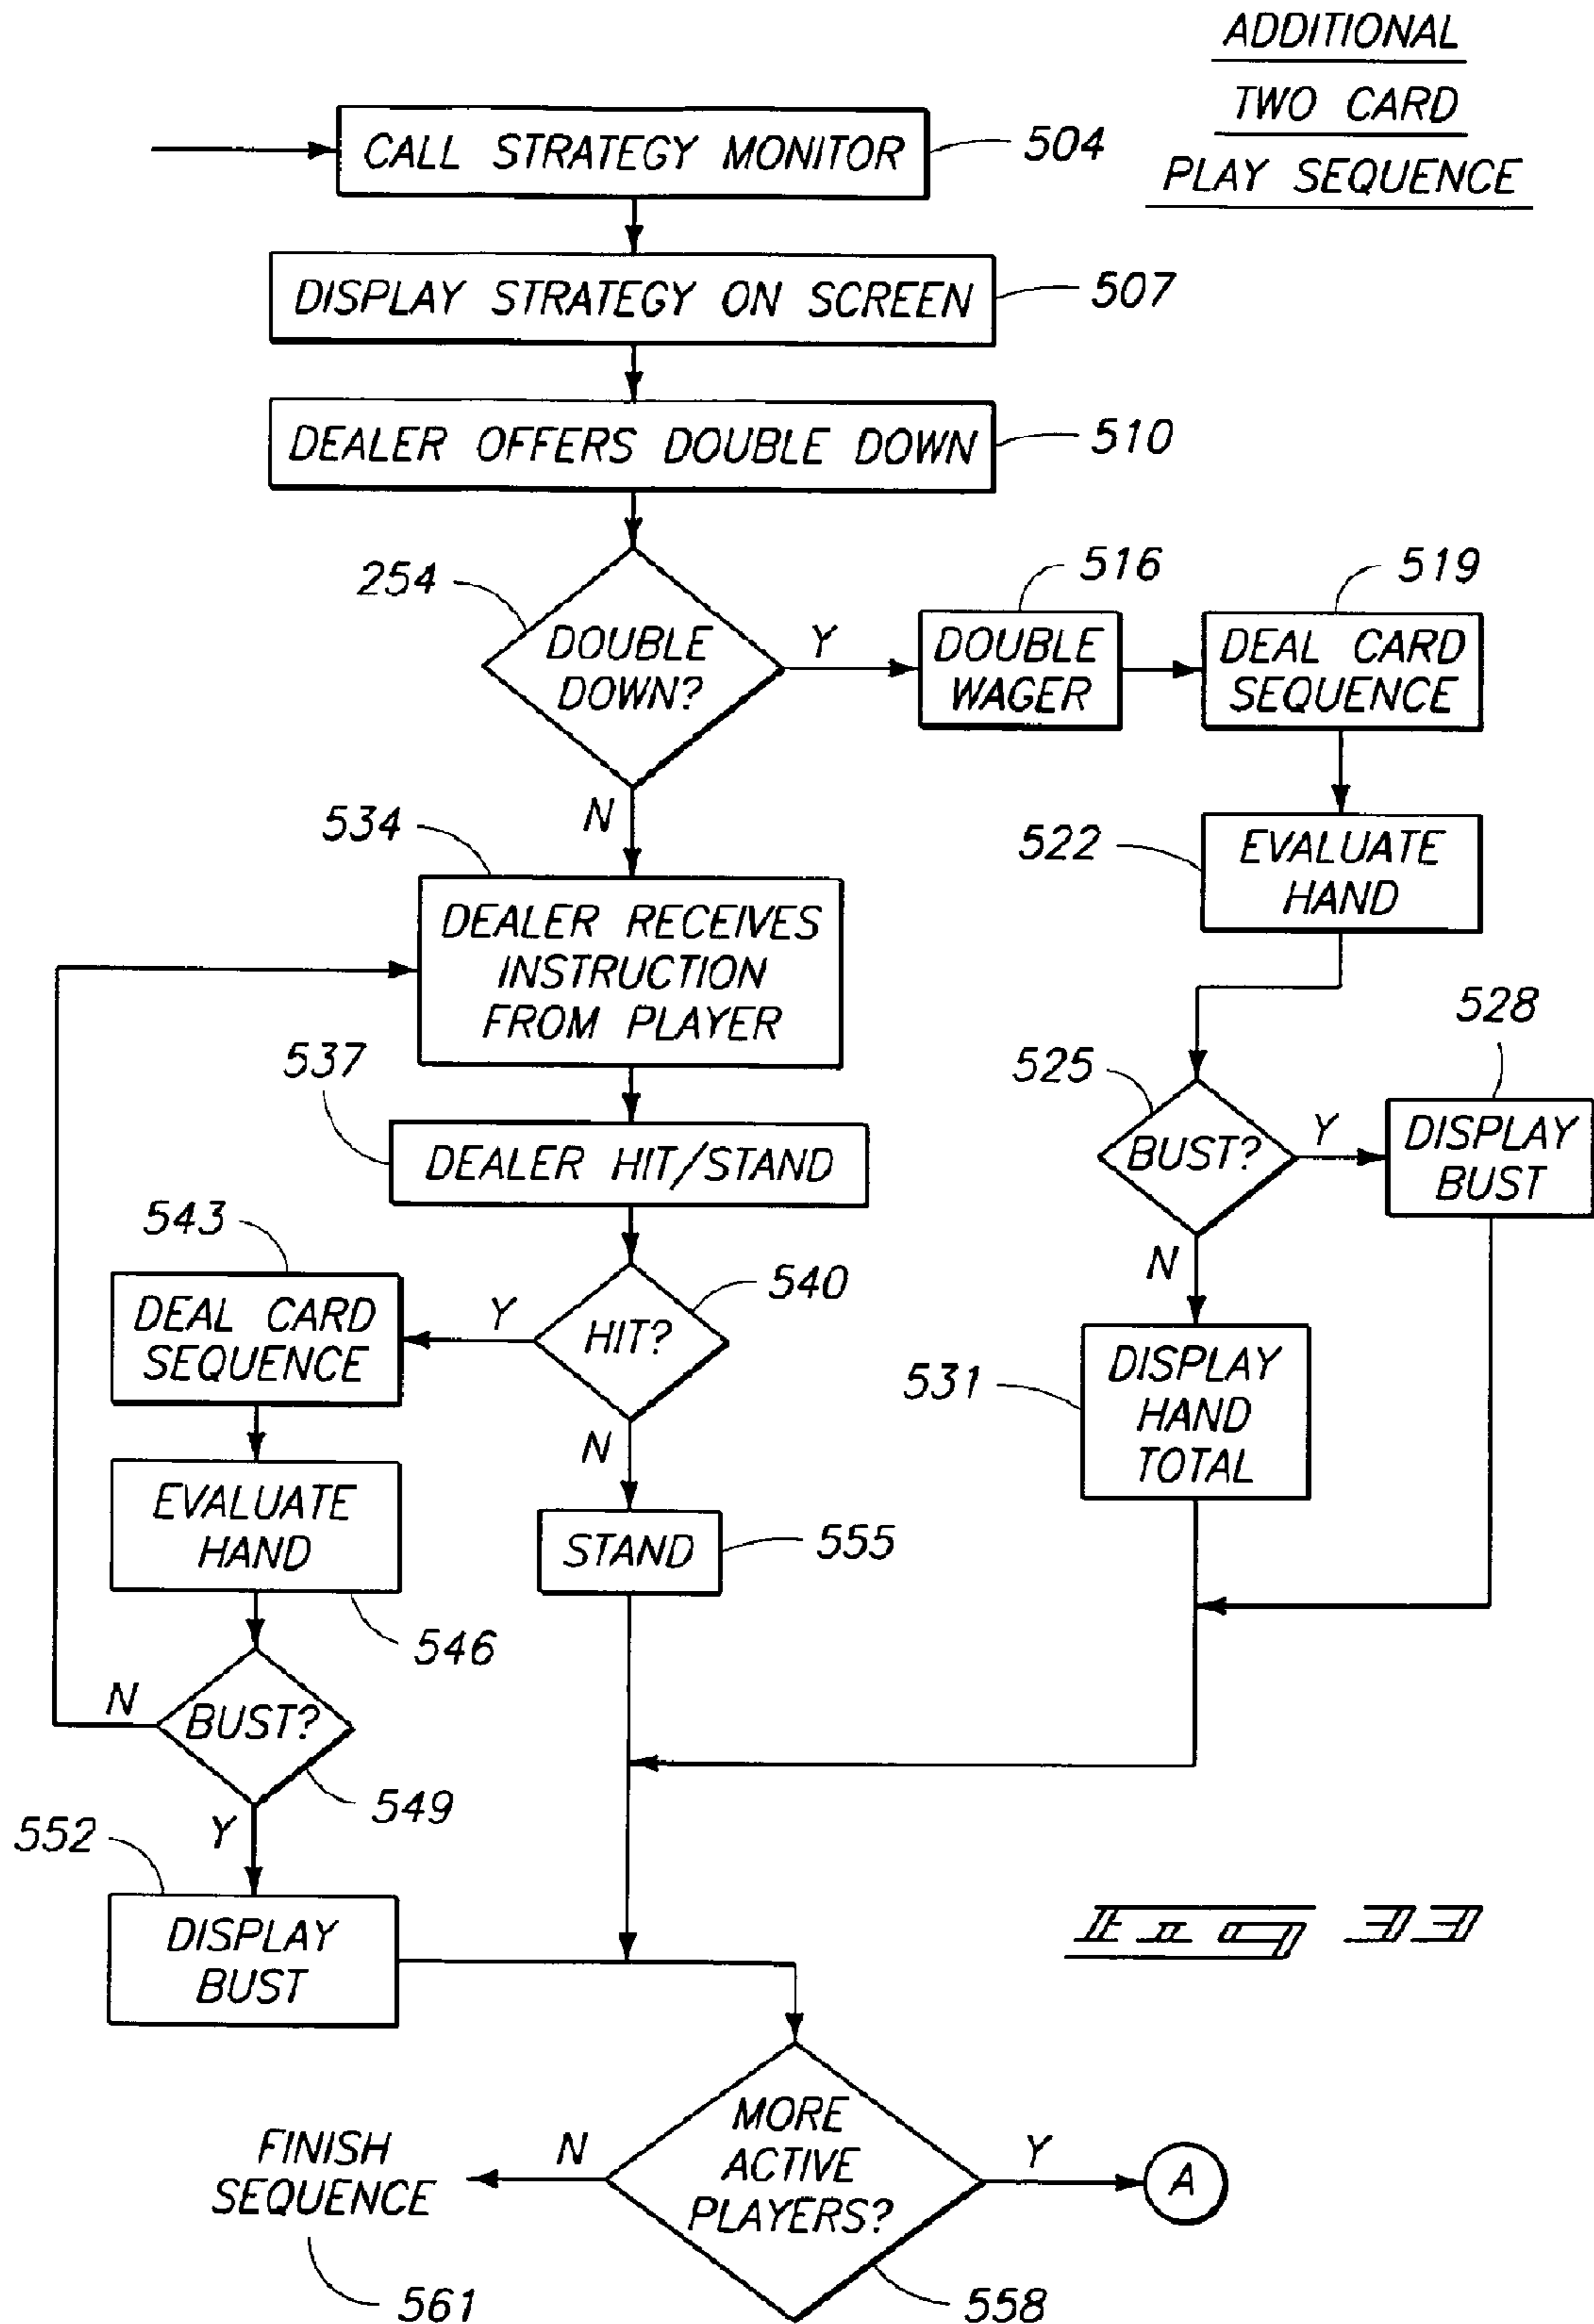 ADDITIONAL
TWO CARD
PLAY SEQUENCE
CALL STRATEGY MONITOR
504
DISPLAY STRATEGY ON SCREEN
507
DEALER OFFERS DOUBLE DOWN
510
254
DOUBLE
DOWN?
Y
516
DOUBLE
WAGER
519
DEAL CARD
SEQUENCE
N
522
EVALUATE
HAND
534
DEALER RECEIVES
INSTRUCTION
FROM PLAYER
537
DEALER HIT/STAND
525
BUST?
Y
528
DISPLAY
BUST
N
531
DISPLAY
HAND
TOTAL
540
HIT?
Y
543
DEAL CARD
SEQUENCE
N
EVALUATE
HAND
546
STAND
555
BUST?
N
549
Y
552
DISPLAY
BUST
Fig 33
MORE
ACTIVE
PLAYERS?
558
N
FINISH
SEQUENCE
561
Y
A